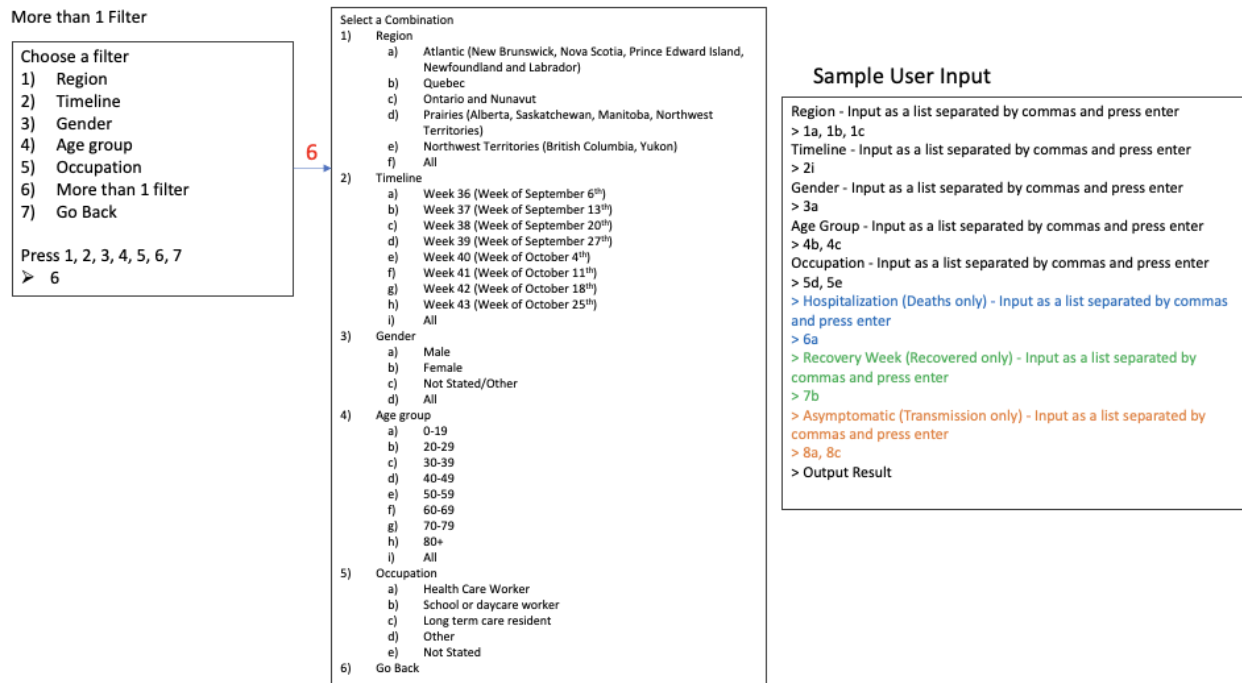 More than 1 Filter
Choose a filter
1) Region
2) Timeline
3) Gender
4) Age group
5) Occupation
6) More than 1 filter
7) Go Back
Press 1, 2, 3, 4, 5, 6, 7
➢ 6
6
Select a Combination
1) Region
a) Atlantic (New Brunswick, Nova Scotia, Prince Edward Island,
Newfoundland and Labrador)
b) Quebec
c) Ontario and Nunavut
d) Prairies (Alberta, Saskatchewan, Manitoba, Northwest
Territories)
e) Northwest Territories (British Columbia, Yukon)
f) All
2) Timeline
a) Week 36 (Week of September 6th)
b) Week 37 (Week of September 13th)
c) Week 38 (Week of September 20th)
d) Week 39 (Week of September 27th)
e) Week 40 (Week of October 4th)
f) Week 41 (Week of October 11th)
g) Week 42 (Week of October 18th)
h) Week 43 (Week of October 25th)
i) All
3) Gender
a) Male
b) Female
c) Not Stated/Other
d) All
4) Age group
a) 0-19
b) 20-29
c) 30-39
d) 40-49
e) 50-59
f) 60-69
g) 70-79
h) 80+
i) All
5) Occupation
a) Health Care Worker
b) School or daycare worker
c) Long term care resident
d) Other
e) Not Stated
6) Go Back
Sample User Input
Region - Input as a list separated by commas and press enter
> 1a, 1b, 1c
Timeline - Input as a list separated by commas and press enter
> 2i
Gender - Input as a list separated by commas and press enter
> 3a
Age Group - Input as a list separated by commas and press enter
> 4b, 4c
Occupation - Input as a list separated by commas and press enter
> 5d, 5e
> Hospitalization (Deaths only) - Input as a list separated by commas
and press enter
> 6a
> Recovery Week (Recovered only) - Input as a list separated by
commas and press enter
> 7b
> Asymptomatic (Transmission only) - Input as a list separated by
commas and press enter
> 8a, 8c
> Output Result